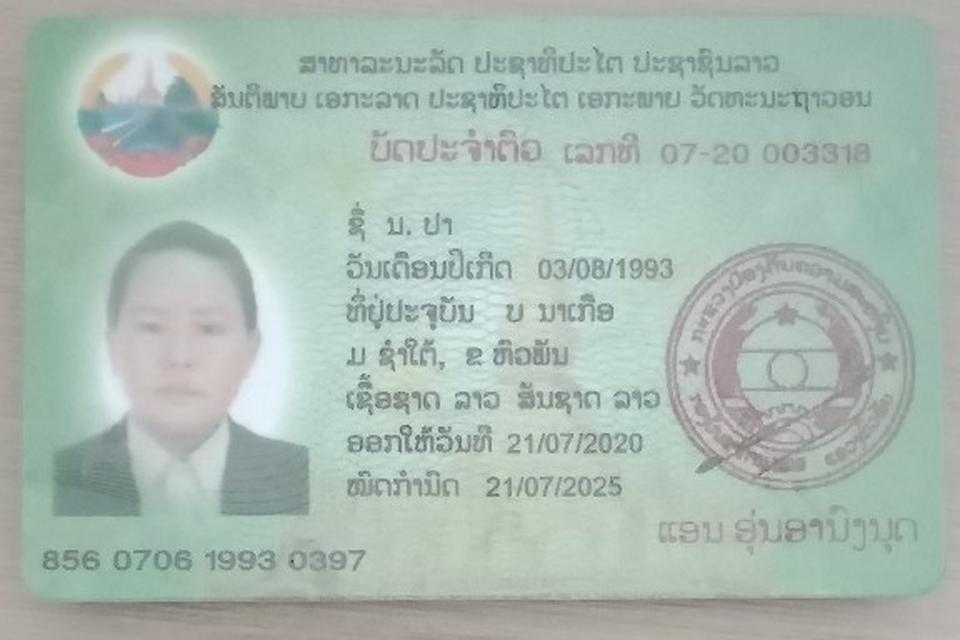 ສາທາລະນະລັດ ປະຊາທິປະໄຕ ປະຊາຊົນລາວ
ສັນຕິພາບ ເອກະລາດ ປະຊາທິປະໄຕ ເອກະພາບ ວັດທະນະຖາວອນ
ບັດປະຈຳຕົວ ເລກທີ 07-20 003318
ຊື່ ນ. ປາ
ວັນເດືອນປີເກີດ 03/08/1993
ທີ່ຢູ່ປະຈຸບັນ ບ ນາເກືອ
ມ ຊຳໃຕ້, ຂ ຫົວພັນ
ເຊື້ອຊາດ ລາວ ສັນຊາດ ລາວ
ອອກໃຫ້ວັນທີ 21/07/2020
ໝົດກຳນົດ 21/07/2025
ແອນ ອຸ່ນອານົງນຸດ
856 0706 1993 0397